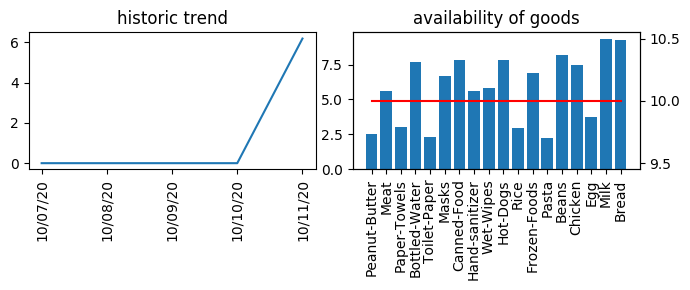 historic trend
6
4
2
0
10/07/20
10/08/20
10/09/20
10/10/20
10/11/20
availability of goods
7.5
5.0
2.5
0.0
10.5
10.0
9.5
Peanut-Butter
Meat
Paper-Towels
Bottled-Water
Toilet-Paper
Masks
Canned-Food
Hand-sanitizer
Wet-Wipes
Hot-Dogs
Rice
Frozen-Foods
Pasta
Beans
Chicken
Egg
Milk
Bread